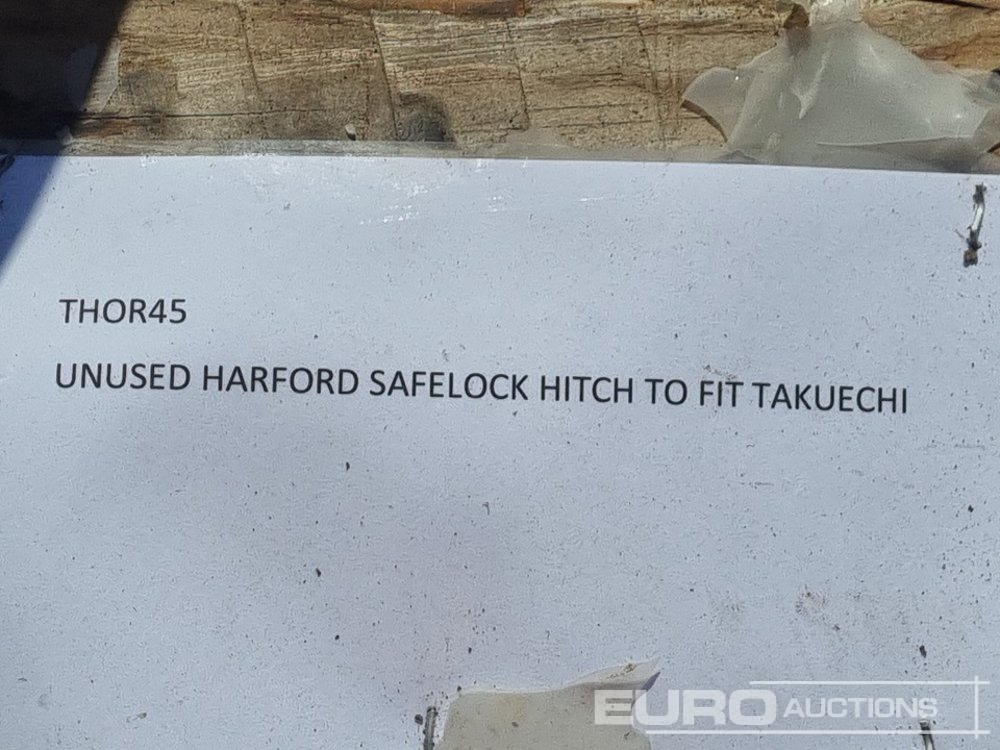 THOR45
UNUSED HARFORD SAFELOCK HITCH TO FIT TAKUECHI
EURO AUCTIONS